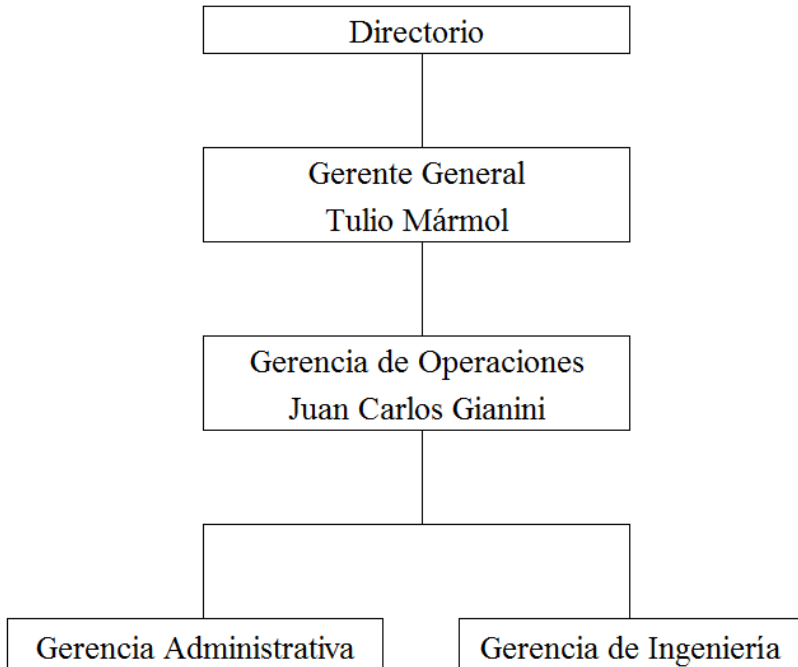 Directorio
Gerente General
Tulio Mármol
Gerencia de Operaciones
Juan Carlos Gianini
Gerencia Administrativa
Gerencia de Ingeniería